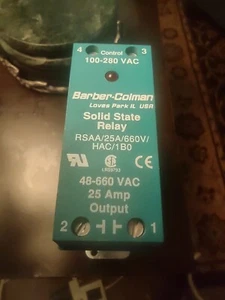 4 Control 3
100-280 VAC
Barber-Colman
Loves Park IL USA
Solid State
Relay
RSAA/25A/660V/
HAC/1B0
48-660 VAC
25 Amp
2 Output 1